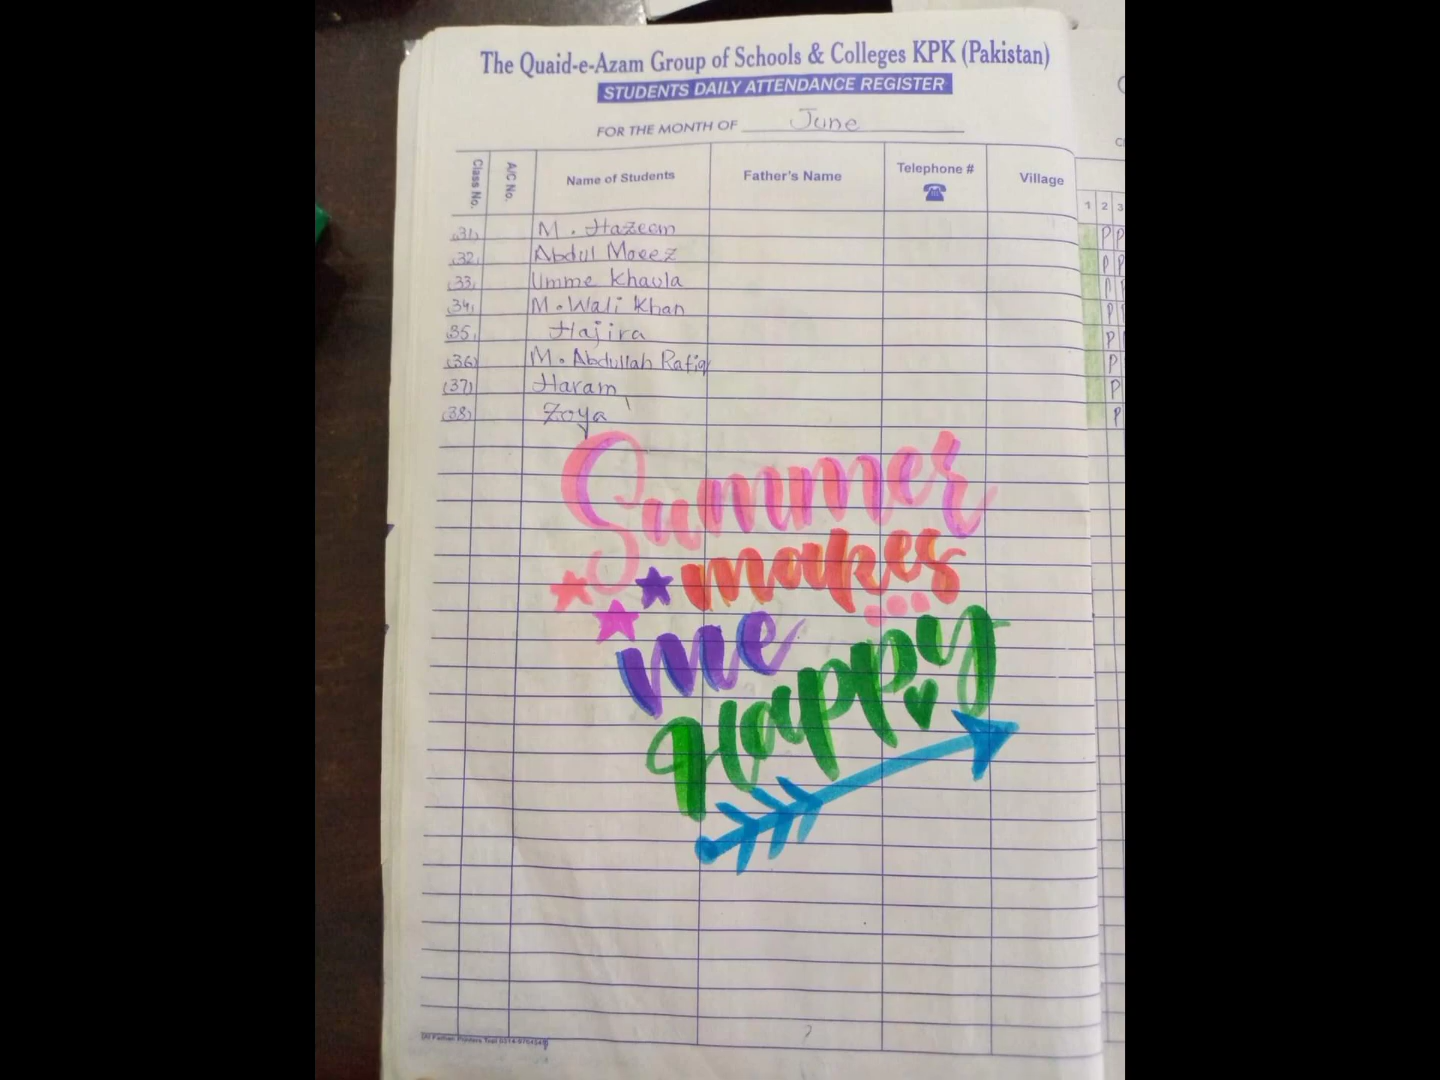 The Quaid-e-Azam Group of Schools & Colleges KPK (Pakistan)
STUDENTS DAILY ATTENDANCE REGISTER
FOR THE MONTH OF June
Class No. A/C No. Name of Students Father's Name Telephone # Village 1 2 3
(31) M. Hazeem P P
(32) Abdul Moeez P P
(33) Umme Khaula P P
(34) M. Wali Khan P P
(35) Hajira P
(36) M. Abdullah Rafiq P
(37) Haram P
(38) Zoya P
Summer
makes
me
Happy